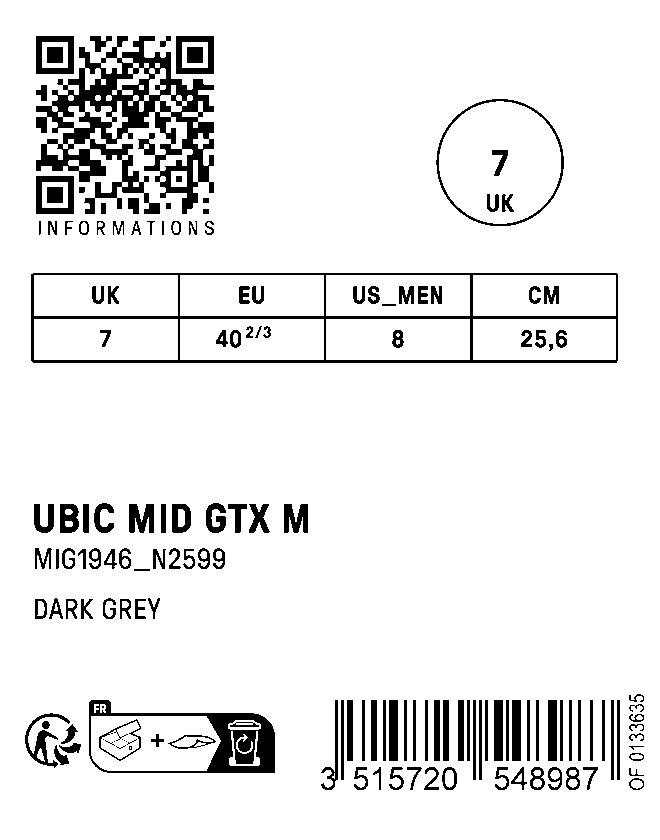 INFORMATIONS
7
UK
UK EU US_MEN CM
7 40 2/3 8 25,6
UBIC MID GTX M
MIG1946_N2599
DARK GREY
FR
+
3 515720 548987
OF 0133635